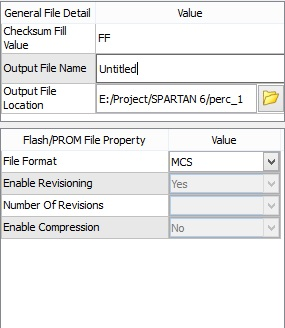 General File Detail Value
Checksum Fill Value FF
Output File Name Untitled
Output File Location E:/Project/SPARTAN 6/perc_1
Flash/PROM File Property Value
File Format MCS
Enable Revisioning Yes
Number Of Revisions
Enable Compression No